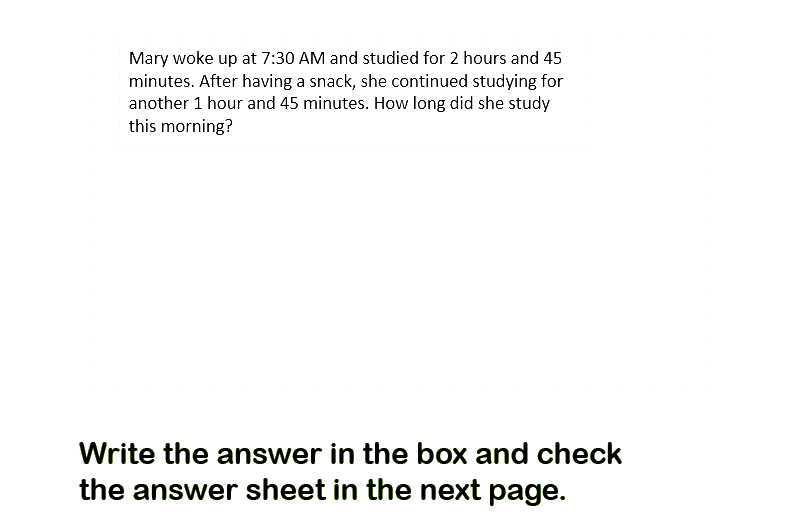 Mary woke up at 7:30 AM and studied for 2 hours and 45
minutes. After having a snack, she continued studying for
another 1 hour and 45 minutes. How long did she study
this morning?
Write the answer in the box and check
the answer sheet in the next page.